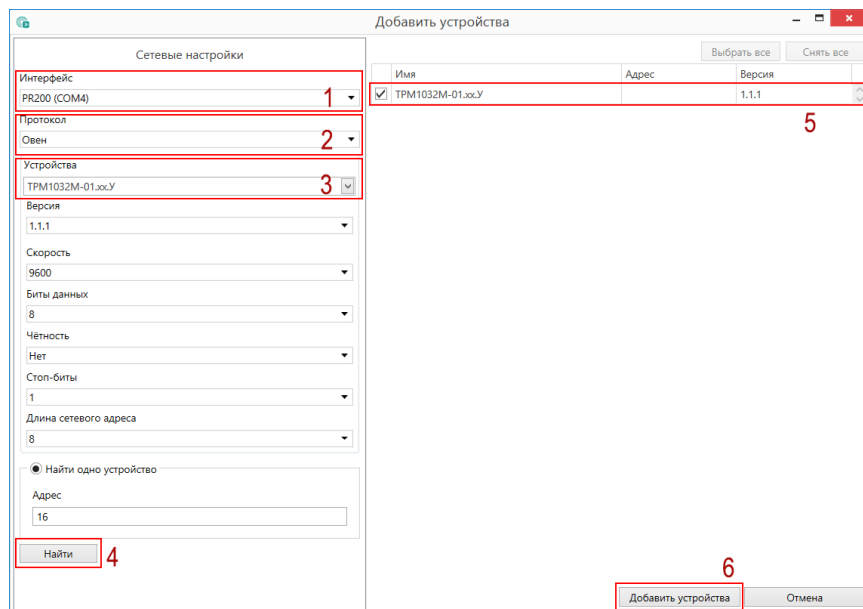 Добавить устройства
Сетевые настройки
Интерфейс
PR200 (COM4)
1
Протокол
Овен
2
Устройства
ТРМ1032М-01.xx.У
3
Версия
1.1.1
Скорость
9600
Биты данных
8
Чётность
Нет
Стоп-биты
1
Длина сетевого адреса
8
Найти одно устройство
Адрес
16
Найти
4
Выбрать все Снять все
Имя Адрес Версия
ТРМ1032М-01.xx.У 1.1.1
5
6
Добавить устройства Отмена